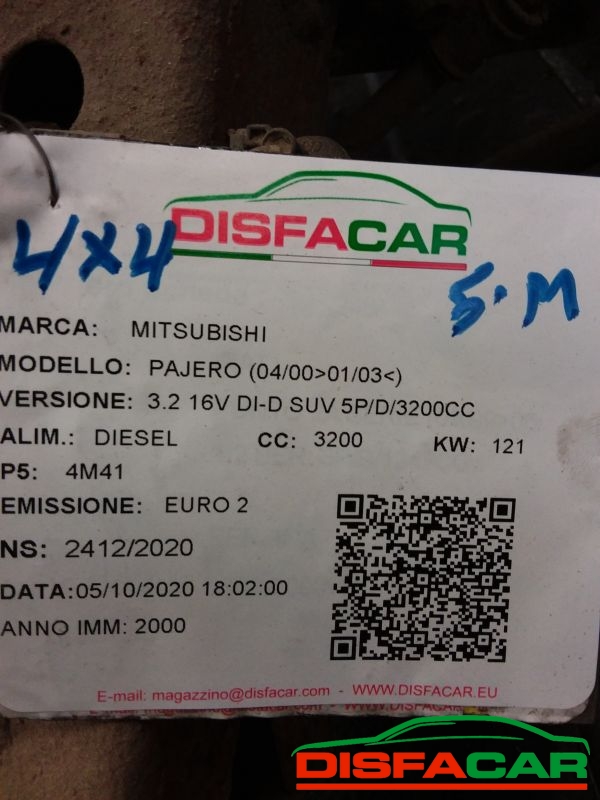 DISFACAR
4x4
5.M
MARCA: MITSUBISHI
MODELLO: PAJERO (04/00>01/03<)
VERSIONE: 3.2 16V DI-D SUV 5P/D/3200CC
ALIM.: DIESEL CC: 3200 KW: 121
P5: 4M41
EMISSIONE: EURO 2
NS: 2412/2020
DATA:05/10/2020 18:02:00
ANNO IMM: 2000
E-mail: magazzino@disfacar.com - WWW.DISFACAR.EU
DISFACAR